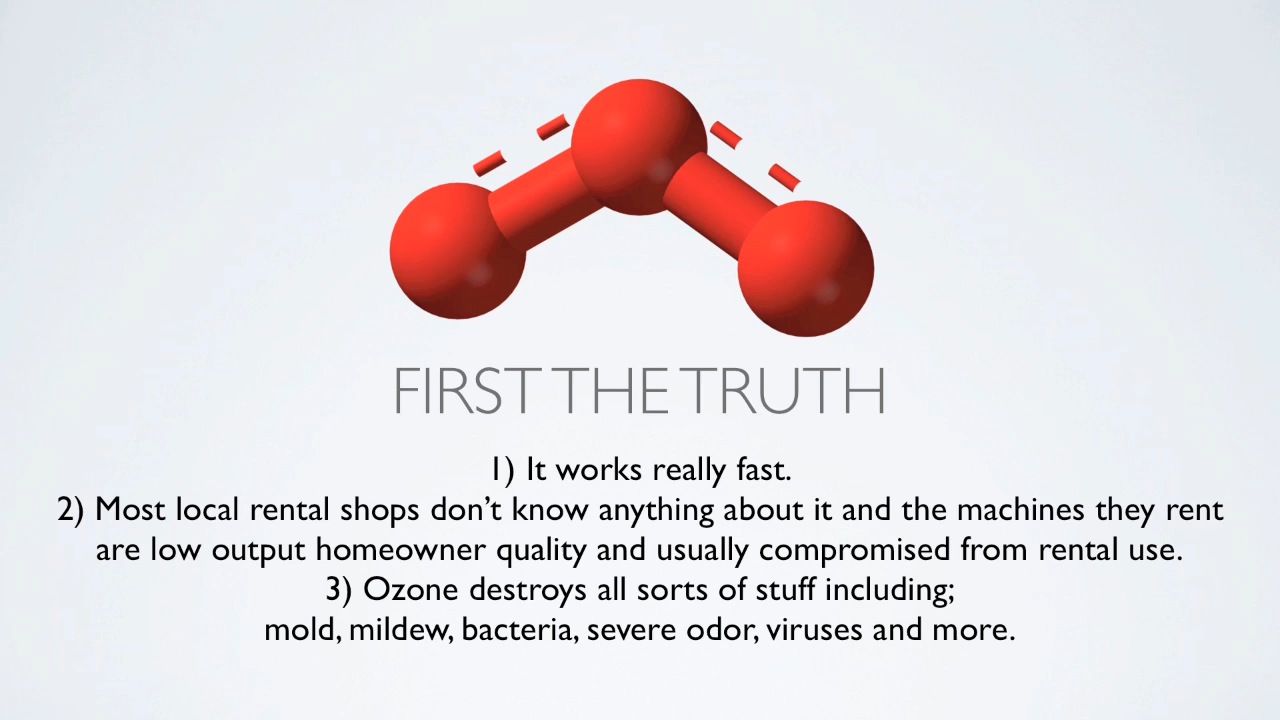 FIRST THE TRUTH
1) It works really fast.
2) Most local rental shops don’t know anything about it and the machines they rent
are low output homeowner quality and usually compromised from rental use.
3) Ozone destroys all sorts of stuff including;
mold, mildew, bacteria, severe odor, viruses and more.